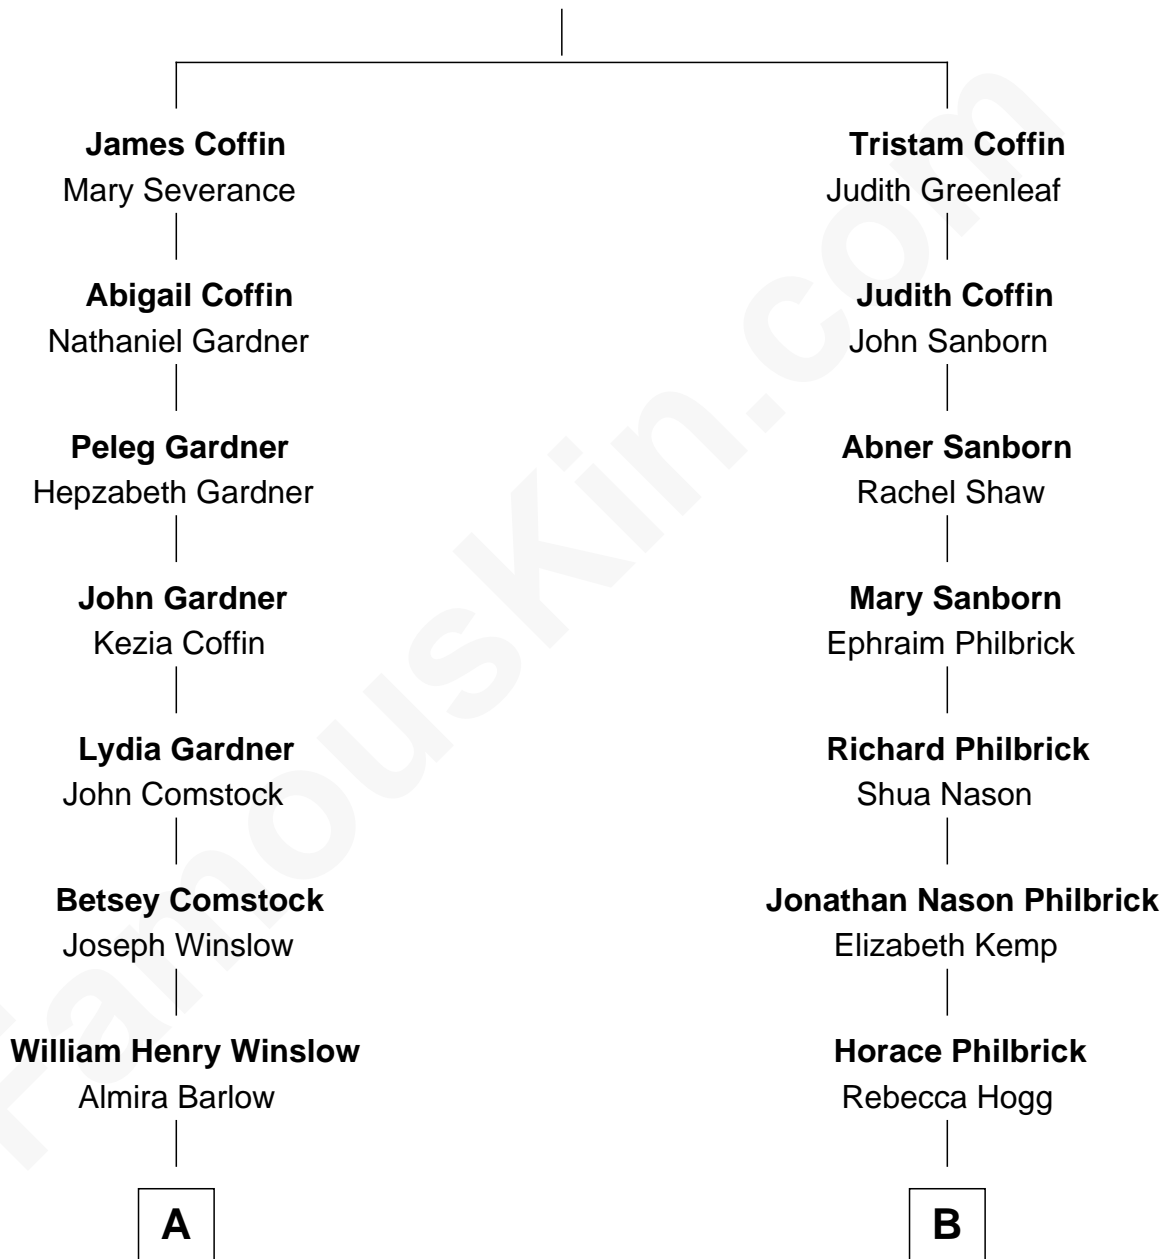 James Coffin
Mary Severance
Abigail Coffin
Nathaniel Gardner
Peleg Gardner
Hepzabeth Gardner
John Gardner
Kezia Coffin
Lydia Gardner
John Comstock
Betsey Comstock
Joseph Winslow
William Henry Winslow
Almira Barlow
A
Tristam Coffin
Judith Greenleaf
Judith Coffin
John Sanborn
Abner Sanborn
Rachel Shaw
Mary Sanborn
Ephraim Philbrick
Richard Philbrick
Shua Nason
Jonathan Nason Philbrick
Elizabeth Kemp
Horace Philbrick
Rebecca Hogg
B
FamousKin.com